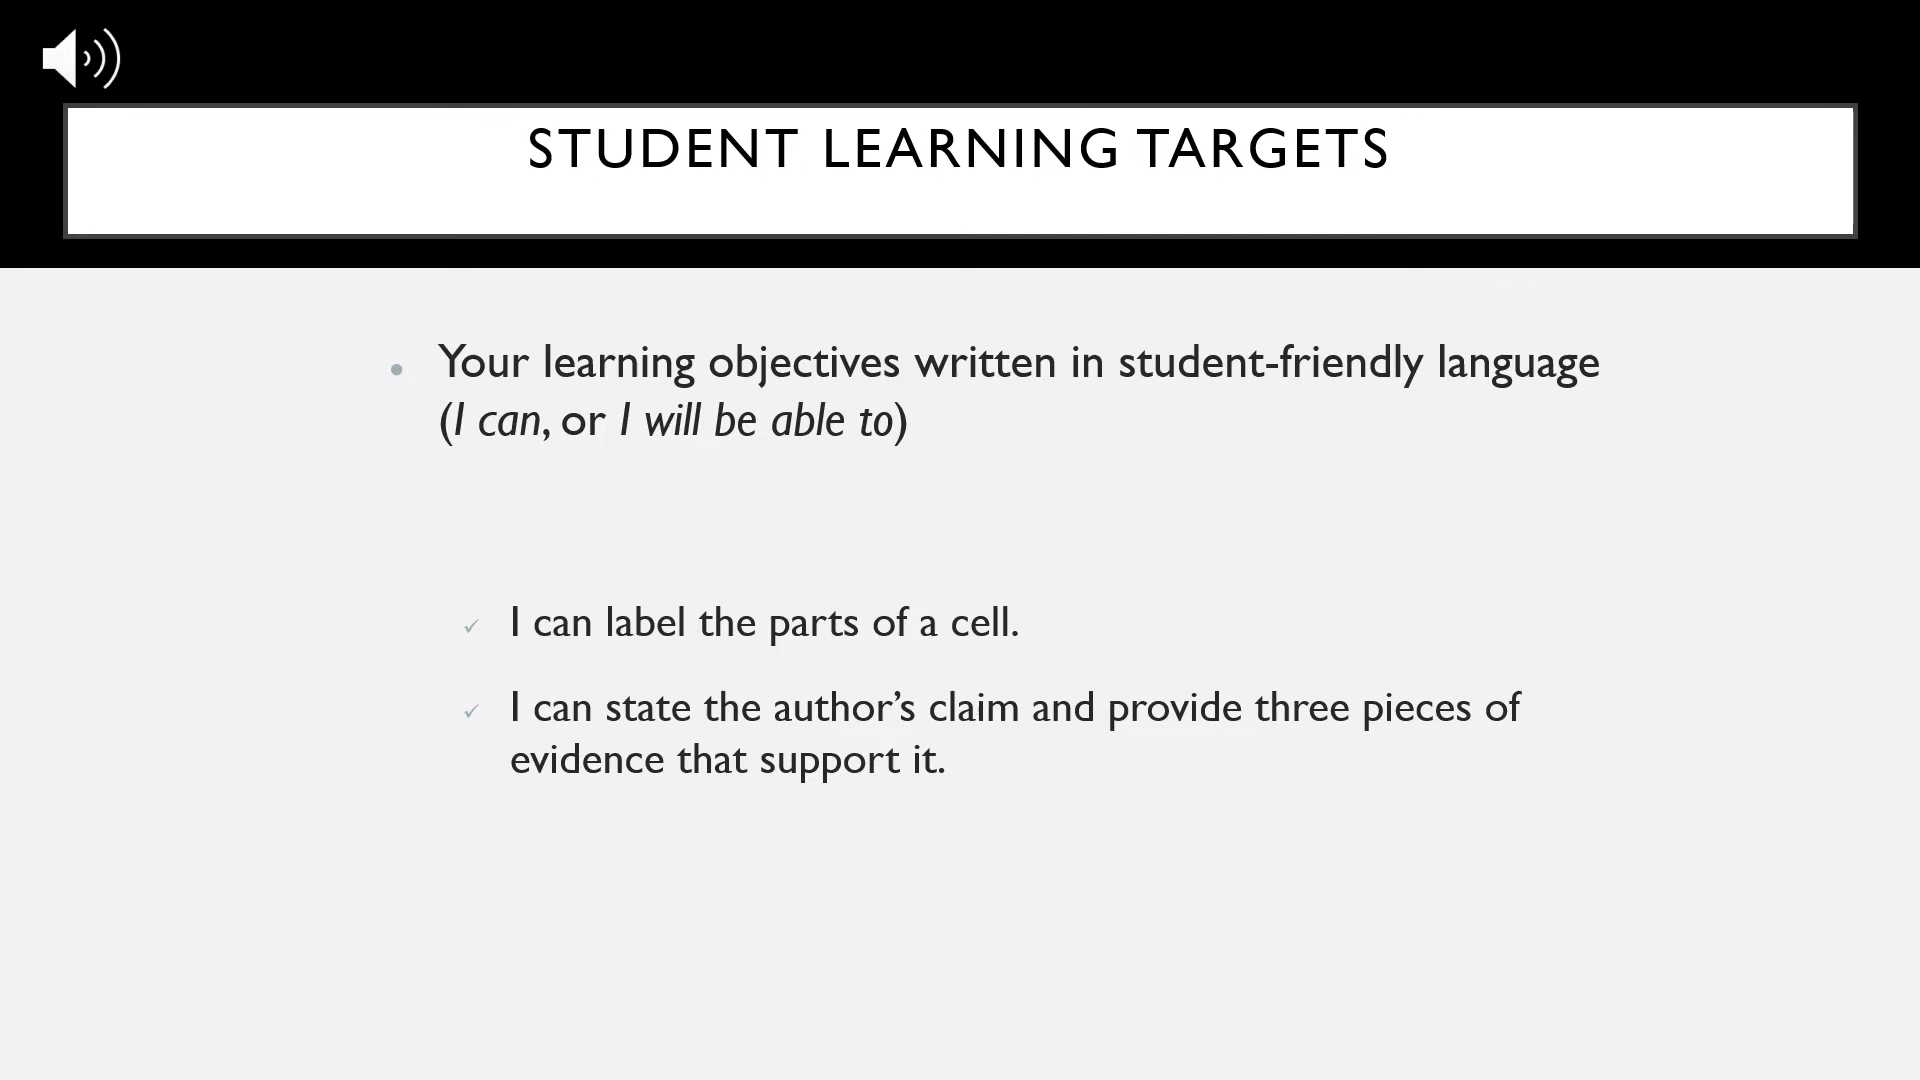 STUDENT LEARNING TARGETS
Your learning objectives written in student-friendly language
(I can, or I will be able to)
I can label the parts of a cell.
I can state the author’s claim and provide three pieces of
evidence that support it.